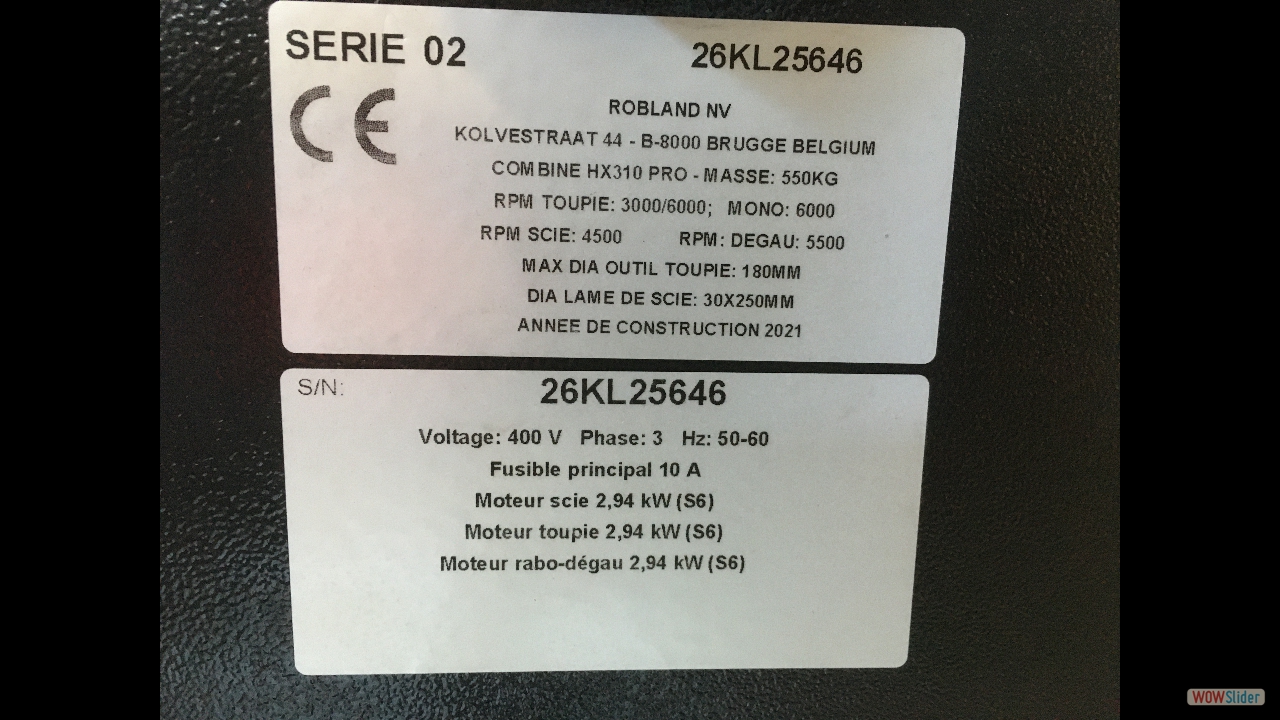 SERIE 02 26KL25646
CE
ROBLAND NV
KOLVESTRAAT 44 - B-8000 BRUGGE BELGIUM
COMBINE HX310 PRO - MASSE: 550KG
RPM TOUPIE: 3000/6000; MONO: 6000
RPM SCIE: 4500 RPM: DEGAU: 5500
MAX DIA OUTIL TOUPIE: 180MM
DIA LAME DE SCIE: 30X250MM
ANNEE DE CONSTRUCTION 2021
S/N: 26KL25646
Voltage: 400 V Phase: 3 Hz: 50-60
Fusible principal 10 A
Moteur scie 2,94 kW (S6)
Moteur toupie 2,94 kW (S6)
Moteur rabo-dégau 2,94 kW (S6)
WOWSlider